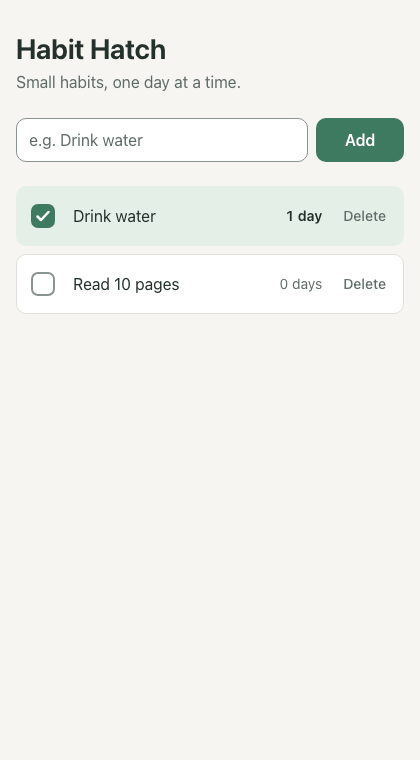 Habit Hatch
Small habits, one day at a time.
e.g. Drink water
Add
Drink water 1 day Delete
Read 10 pages 0 days Delete